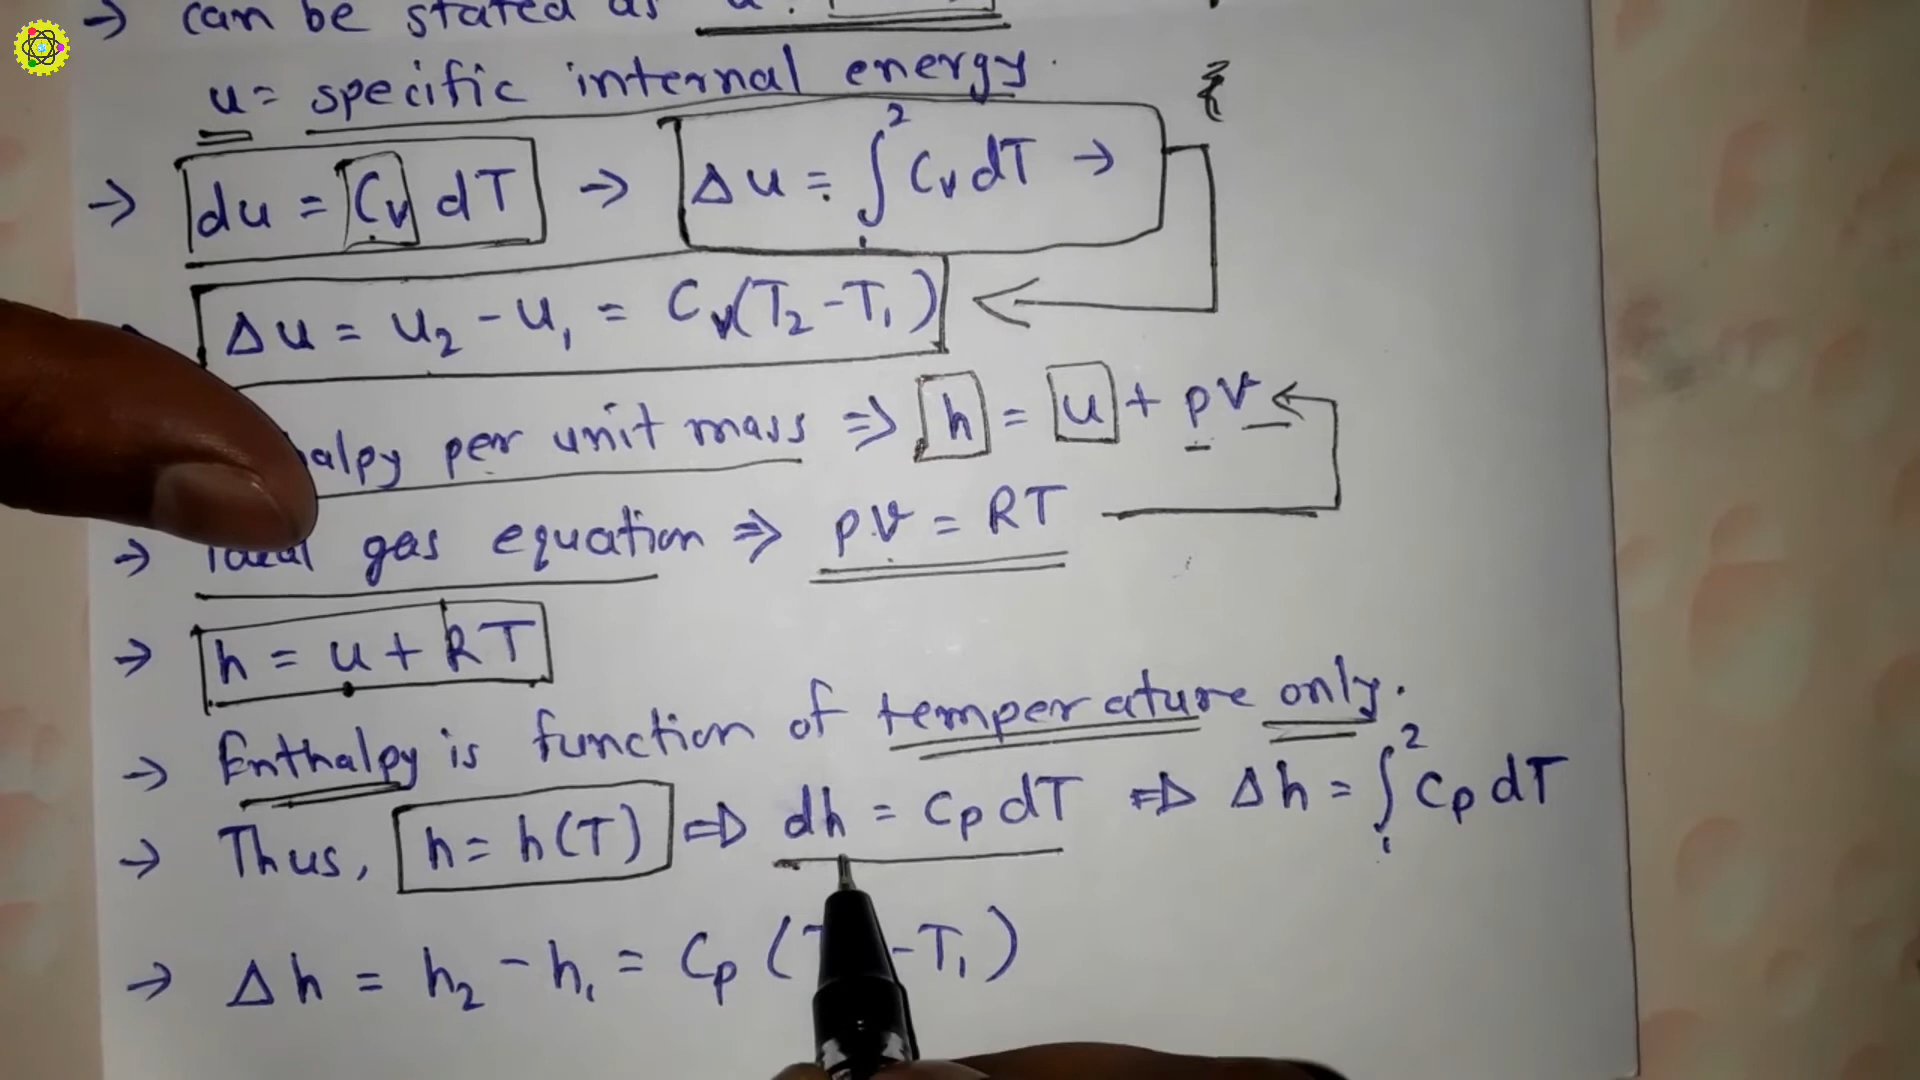 → can be stated as u
u = specific internal energy.
→ du = Cv dT → Δu = ∫₁² Cv dT →
Δu = u₂ - u₁ = Cv(T₂ - T₁)
per unit mass ⇒ h = u + pv
→ Ideal gas equation ⇒ pv = RT
→ h = u + RT
→ Enthalpy is function of temperature only.
→ Thus, h = h(T) ⇒ dh = Cp dT ⇒ Δh = ∫₁² Cp dT
→ Δh = h₂ - h₁ = Cp ( - T₁)